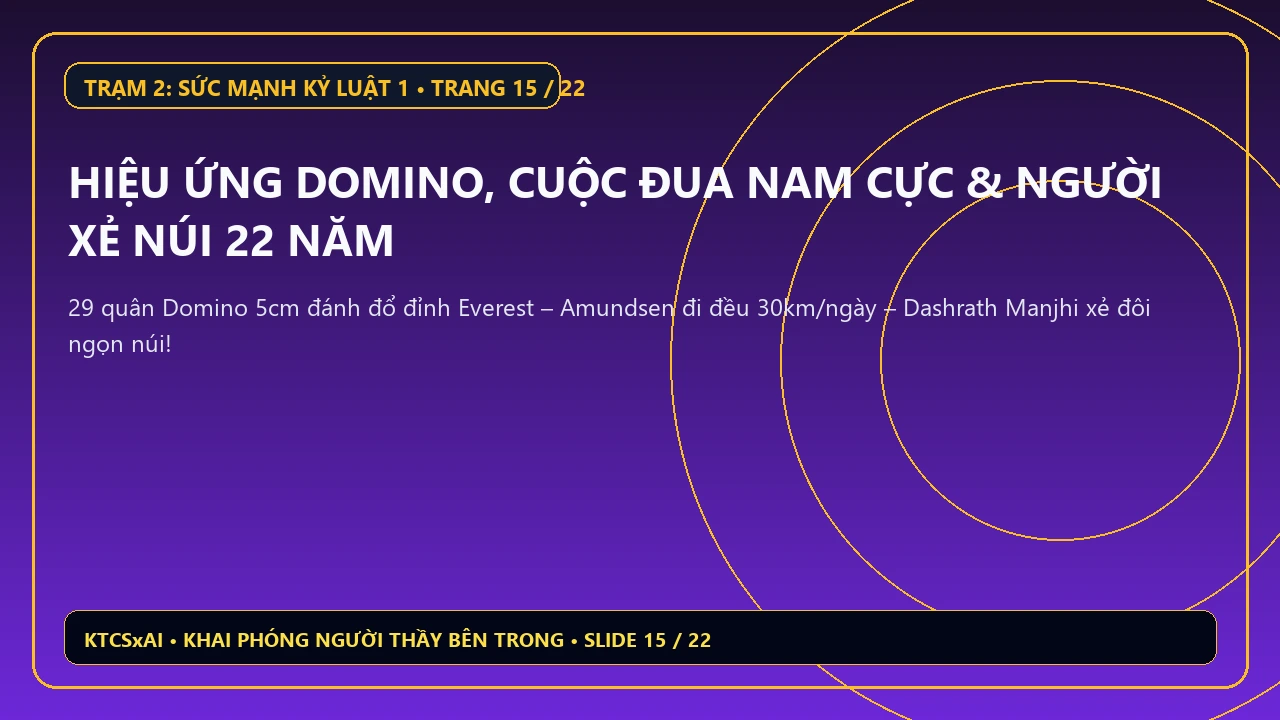 TRẠM 2: SỨC MẠNH KỶ LUẬT 1 • TRANG 15 / 22
HIỆU ỨNG DOMINO, CUỘC ĐUA NAM CỰC & NGƯỜI
XẺ NÚI 22 NĂM
29 quân Domino 5cm đánh đổ đỉnh Everest – Amundsen đi đều 30km/ngày – Dashrath Manjhi xẻ đôi
ngọn núi!
KTCSxAI • KHAI PHÓNG NGƯỜI THẦY BÊN TRONG • SLIDE 15 / 22